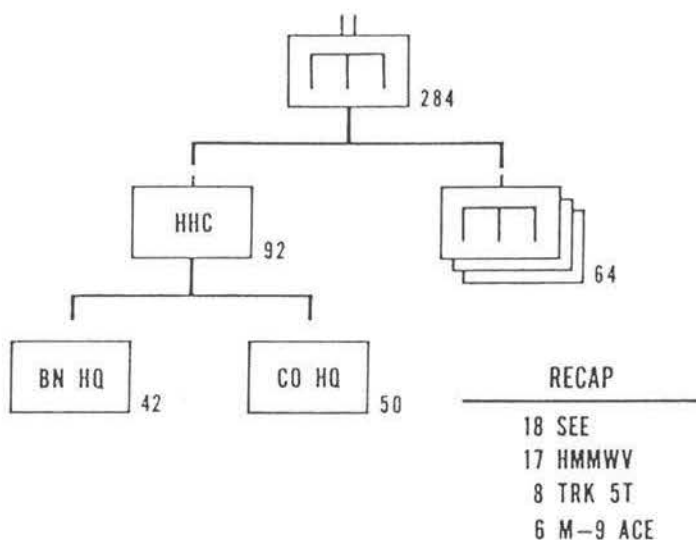 284
HHC
92
64
BN HQ
42
CO HQ
50
RECAP
18 SEE
17 HMMWV
8 TRK 5T
6 M-9 ACE